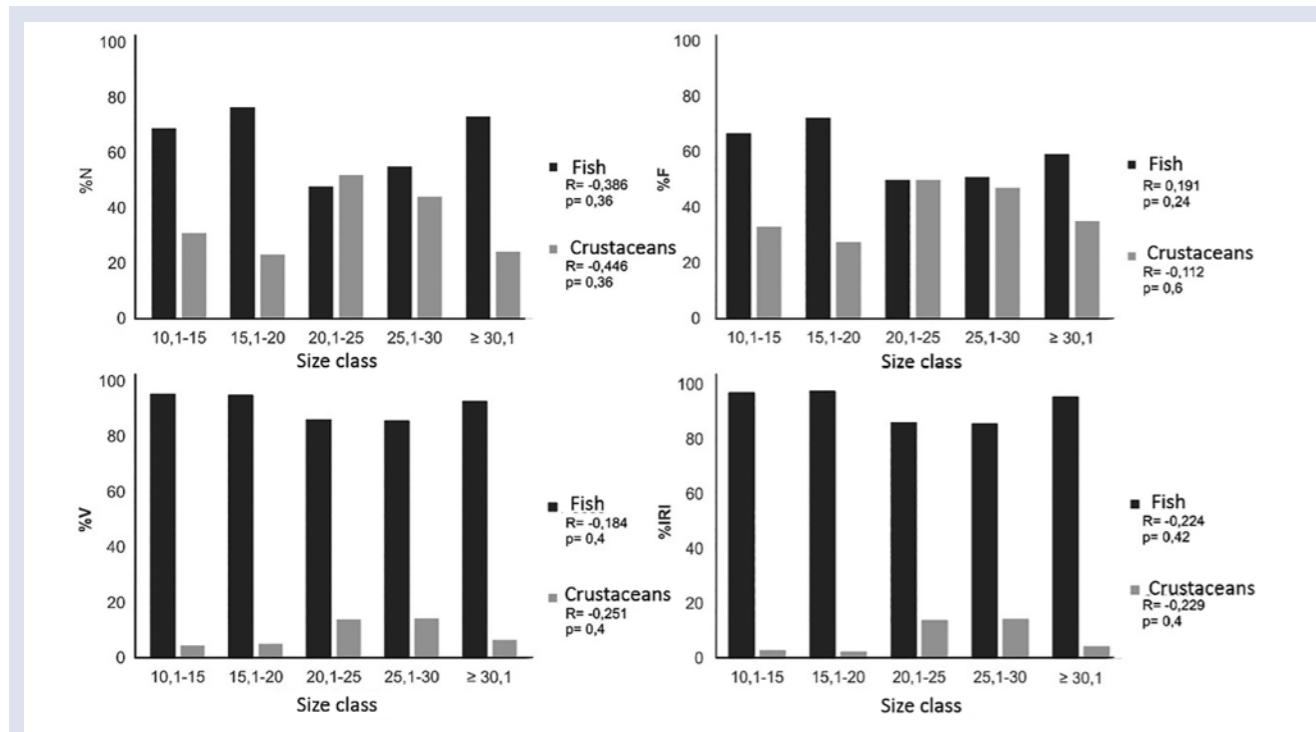 100
80
60
40
20
0
%N
10,1-15 15,1-20 20,1-25 25,1-30 ≥ 30,1
Size class
Fish
R= -0,386
p= 0,36
Crustaceans
R= -0,446
p= 0,36
100
80
60
40
20
0
%F
10,1-15 15,1-20 20,1-25 25,1-30 ≥ 30,1
Size class
Fish
R= 0,191
p= 0,24
Crustaceans
R= -0,112
p= 0,6
100
80
60
40
20
0
%V
10,1-15 15,1-20 20,1-25 25,1-30 ≥ 30,1
Size class
Fish
R= -0,184
p= 0,4
Crustaceans
R= -0,251
p= 0,4
100
80
60
40
20
0
%IRI
10,1-15 15,1-20 20,1-25 25,1-30 ≥ 30,1
Size class
Fish
R= -0,224
p= 0,42
Crustaceans
R= -0,229
p= 0,4